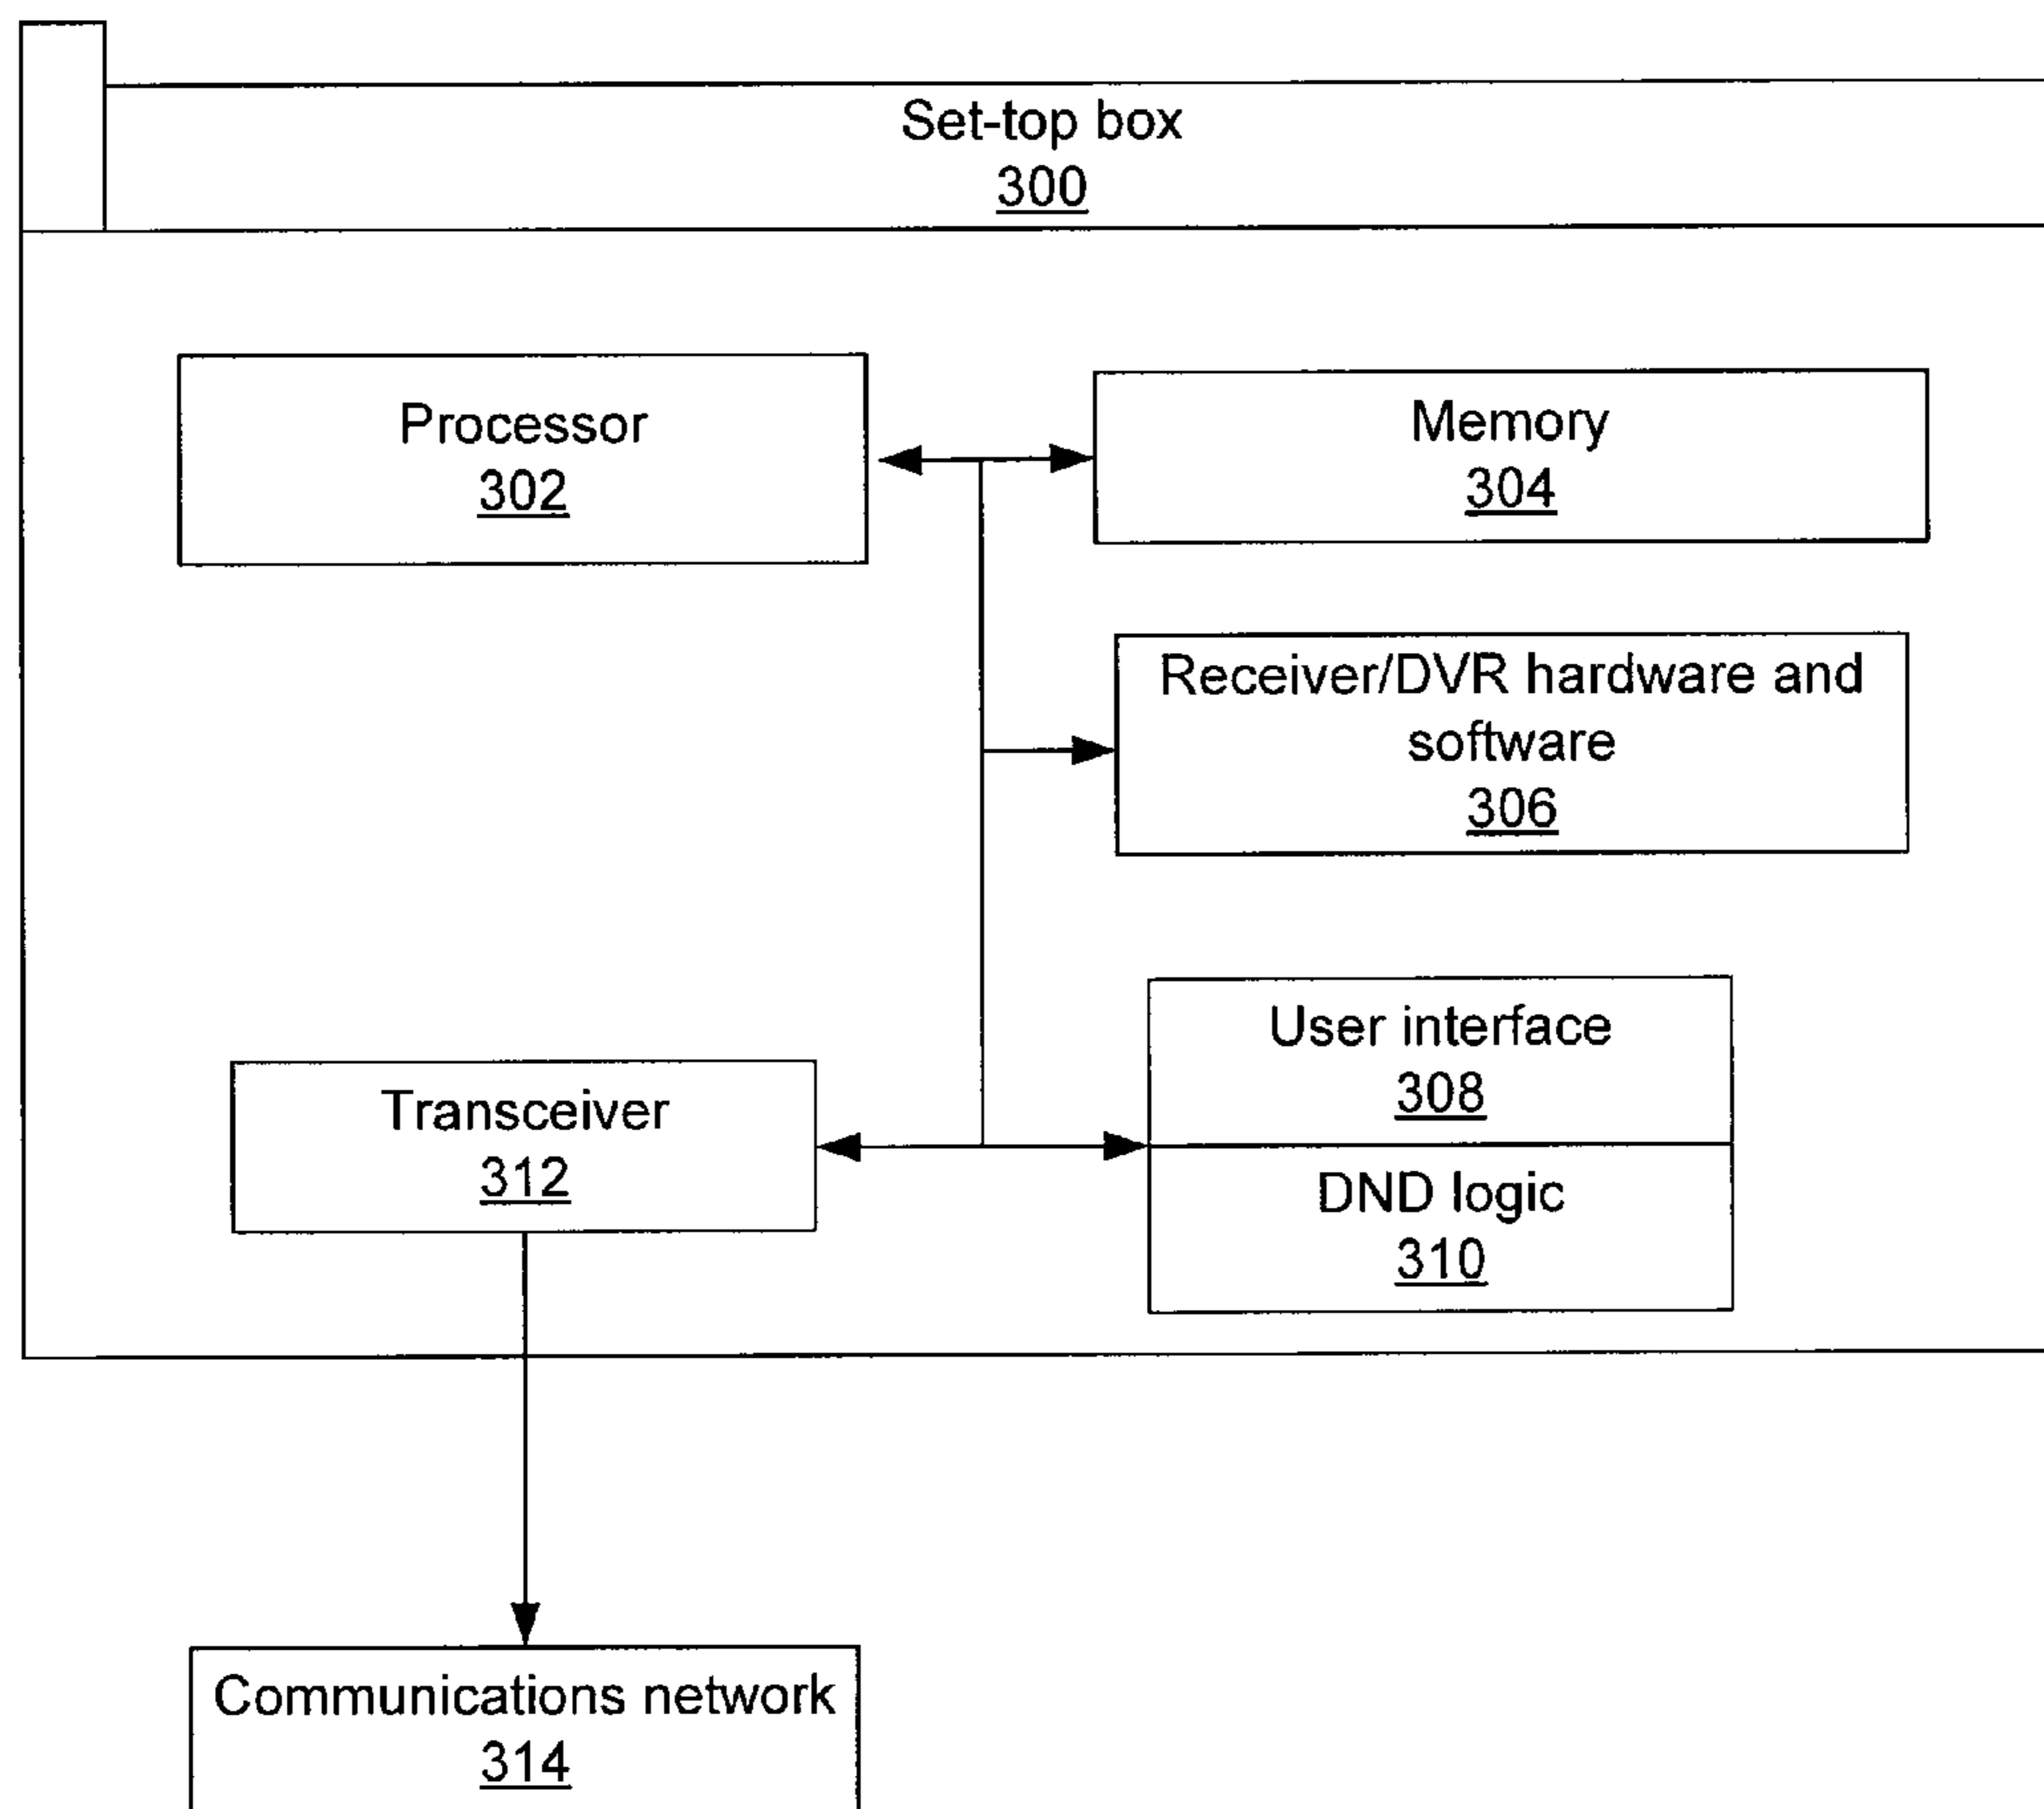 Set-top box
300
Processor
302
Memory
304
Receiver/DVR hardware and
software
306
User interface
308
Transceiver
312
DND logic
310
Communications network
314